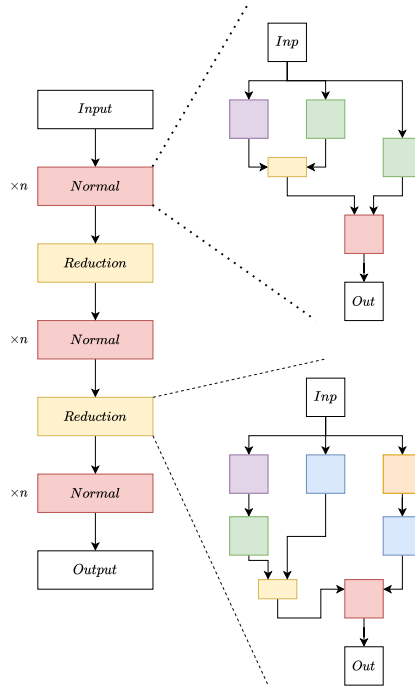 Input
×n Normal
Reduction
×n Normal
Reduction
×n Normal
Output
Inp
Out
Inp
Out